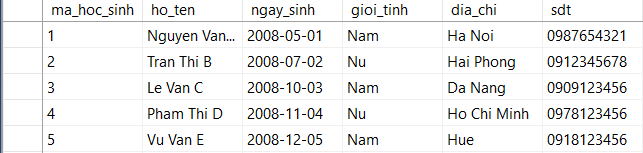 ma_hoc_sinh ho_ten ngay_sinh gioi_tinh dia_chi sdt
1 Nguyen Van... 2008-05-01 Nam Ha Noi 0987654321
2 Tran Thi B 2008-07-02 Nu Hai Phong 0912345678
3 Le Van C 2008-10-03 Nam Da Nang 0909123456
4 Pham Thi D 2008-11-04 Nu Ho Chi Minh 0978123456
5 Vu Van E 2008-12-05 Nam Hue 0918123456